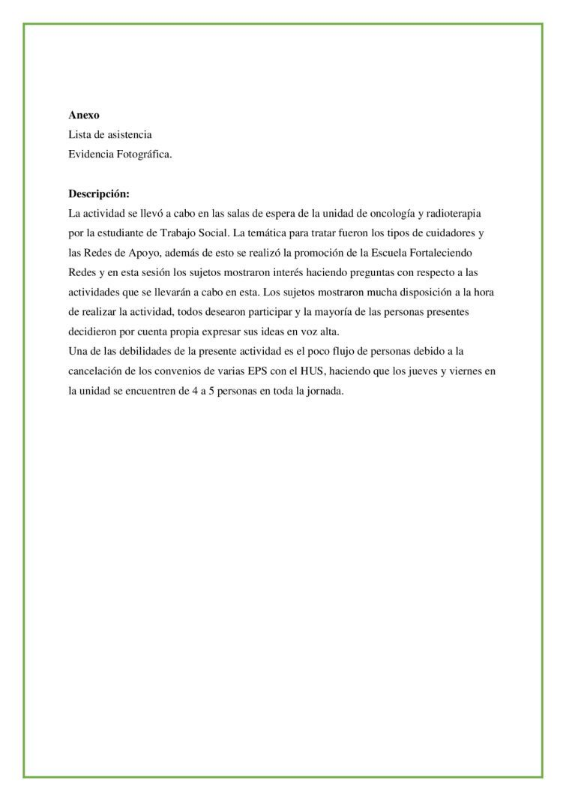 Anexo
Lista de asistencia
Evidencia Fotográfica.
Descripción:
La actividad se llevó a cabo en las salas de espera de la unidad de oncología y radioterapia
por la estudiante de Trabajo Social. La temática para tratar fueron los tipos de cuidadores y
las Redes de Apoyo, además de esto se realizó la promoción de la Escuela Fortaleciendo
Redes y en esta sesión los sujetos mostraron interés haciendo preguntas con respecto a las
actividades que se llevarán a cabo en esta. Los sujetos mostraron mucha disposición a la hora
de realizar la actividad, todos desearon participar y la mayoría de las personas presentes
decidieron por cuenta propia expresar sus ideas en voz alta.
Una de las debilidades de la presente actividad es el poco flujo de personas debido a la
cancelación de los convenios de varias EPS con el HUS, haciendo que los jueves y viernes en
la unidad se encuentren de 4 a 5 personas en toda la jornada.